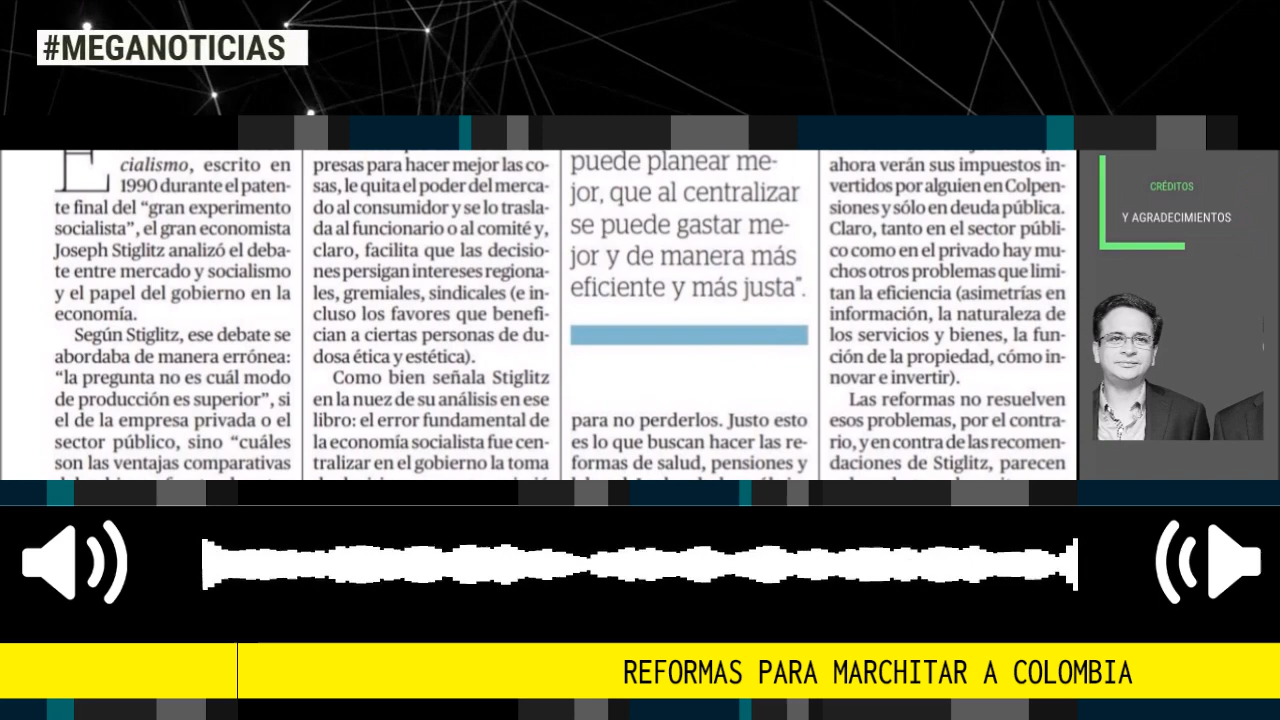 #MEGANOTICIAS
cialismo, escrito en
1990 durante el paten-
te final del “gran experimento
socialista”, el gran economista
Joseph Stiglitz analizó el deba-
te entre mercado y socialismo
y el papel del gobierno en la
economía.
Según Stiglitz, ese debate se
abordaba de manera errónea:
“la pregunta no es cuál modo
de producción es superior”, si
el de la empresa privada o el
sector público, sino “cuáles
son las ventajas comparativas
presas para hacer mejor las co-
sas, le quita el poder del merca-
do al consumidor y se lo trasla-
da al funcionario o al comité y,
claro, facilita que las decisio-
nes persigan intereses regiona-
les, gremiales, sindicales (e in-
cluso los favores que benefi-
cian a ciertas personas de du-
dosa ética y estética).
Como bien señala Stiglitz
en la nuez de su análisis en ese
libro: el error fundamental de
la economía socialista fue cen-
tralizar en el gobierno la toma
puede planear me-
jor, que al centralizar
se puede gastar me-
jor y de manera más
eficiente y más justa”.
para no perderlos. Justo esto
es lo que buscan hacer las re-
formas de salud, pensiones y
ahora verán sus impuestos in-
vertidos por alguien en Colpen-
siones y sólo en deuda pública.
Claro, tanto en el sector públi-
co como en el privado hay mu-
chos otros problemas que limi-
tan la eficiencia (asimetrías en
información, la naturaleza de
los servicios y bienes, la fun-
ción de la propiedad, cómo in-
novar e invertir).
Las reformas no resuelven
esos problemas, por el contra-
rio, y en contra de las recomen-
daciones de Stiglitz, parecen
CRÉDITOS
Y AGRADECIMIENTOS
REFORMAS PARA MARCHITAR A COLOMBIA